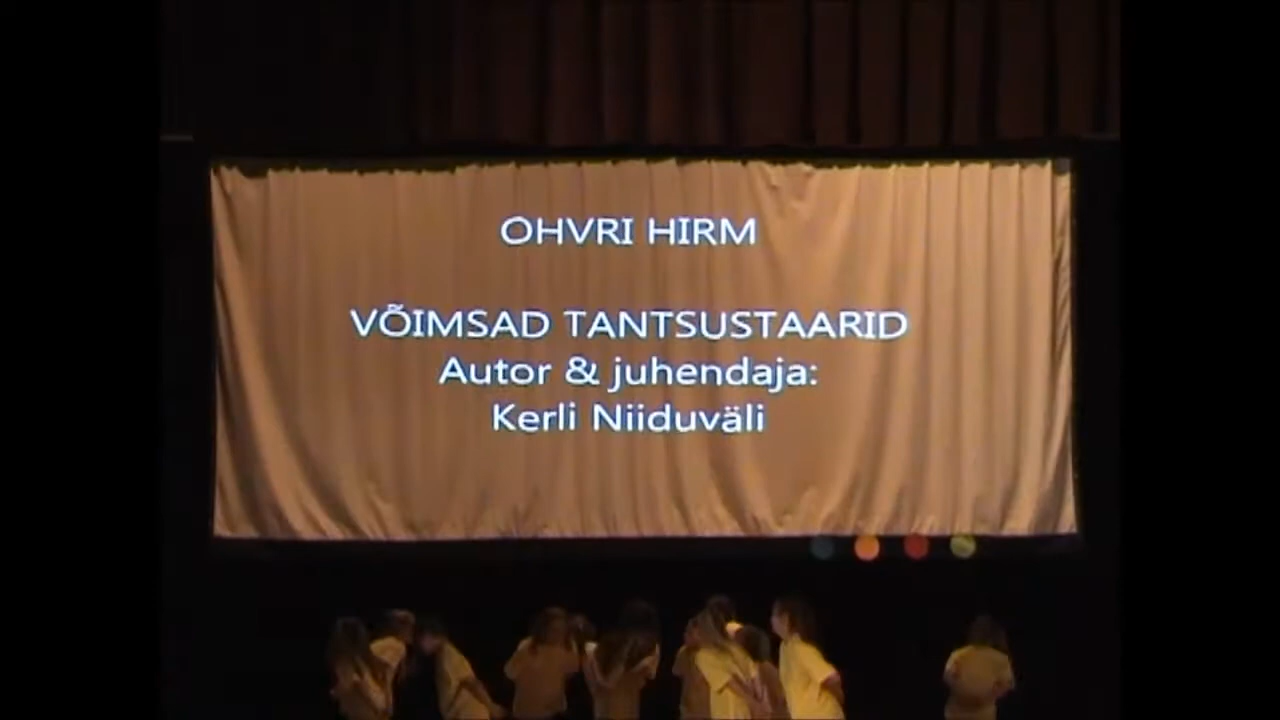 OHVRI HIRM
VÕIMSAD TANTSUSTAARID
Autor & juhendaja:
Kerli Niiduväli